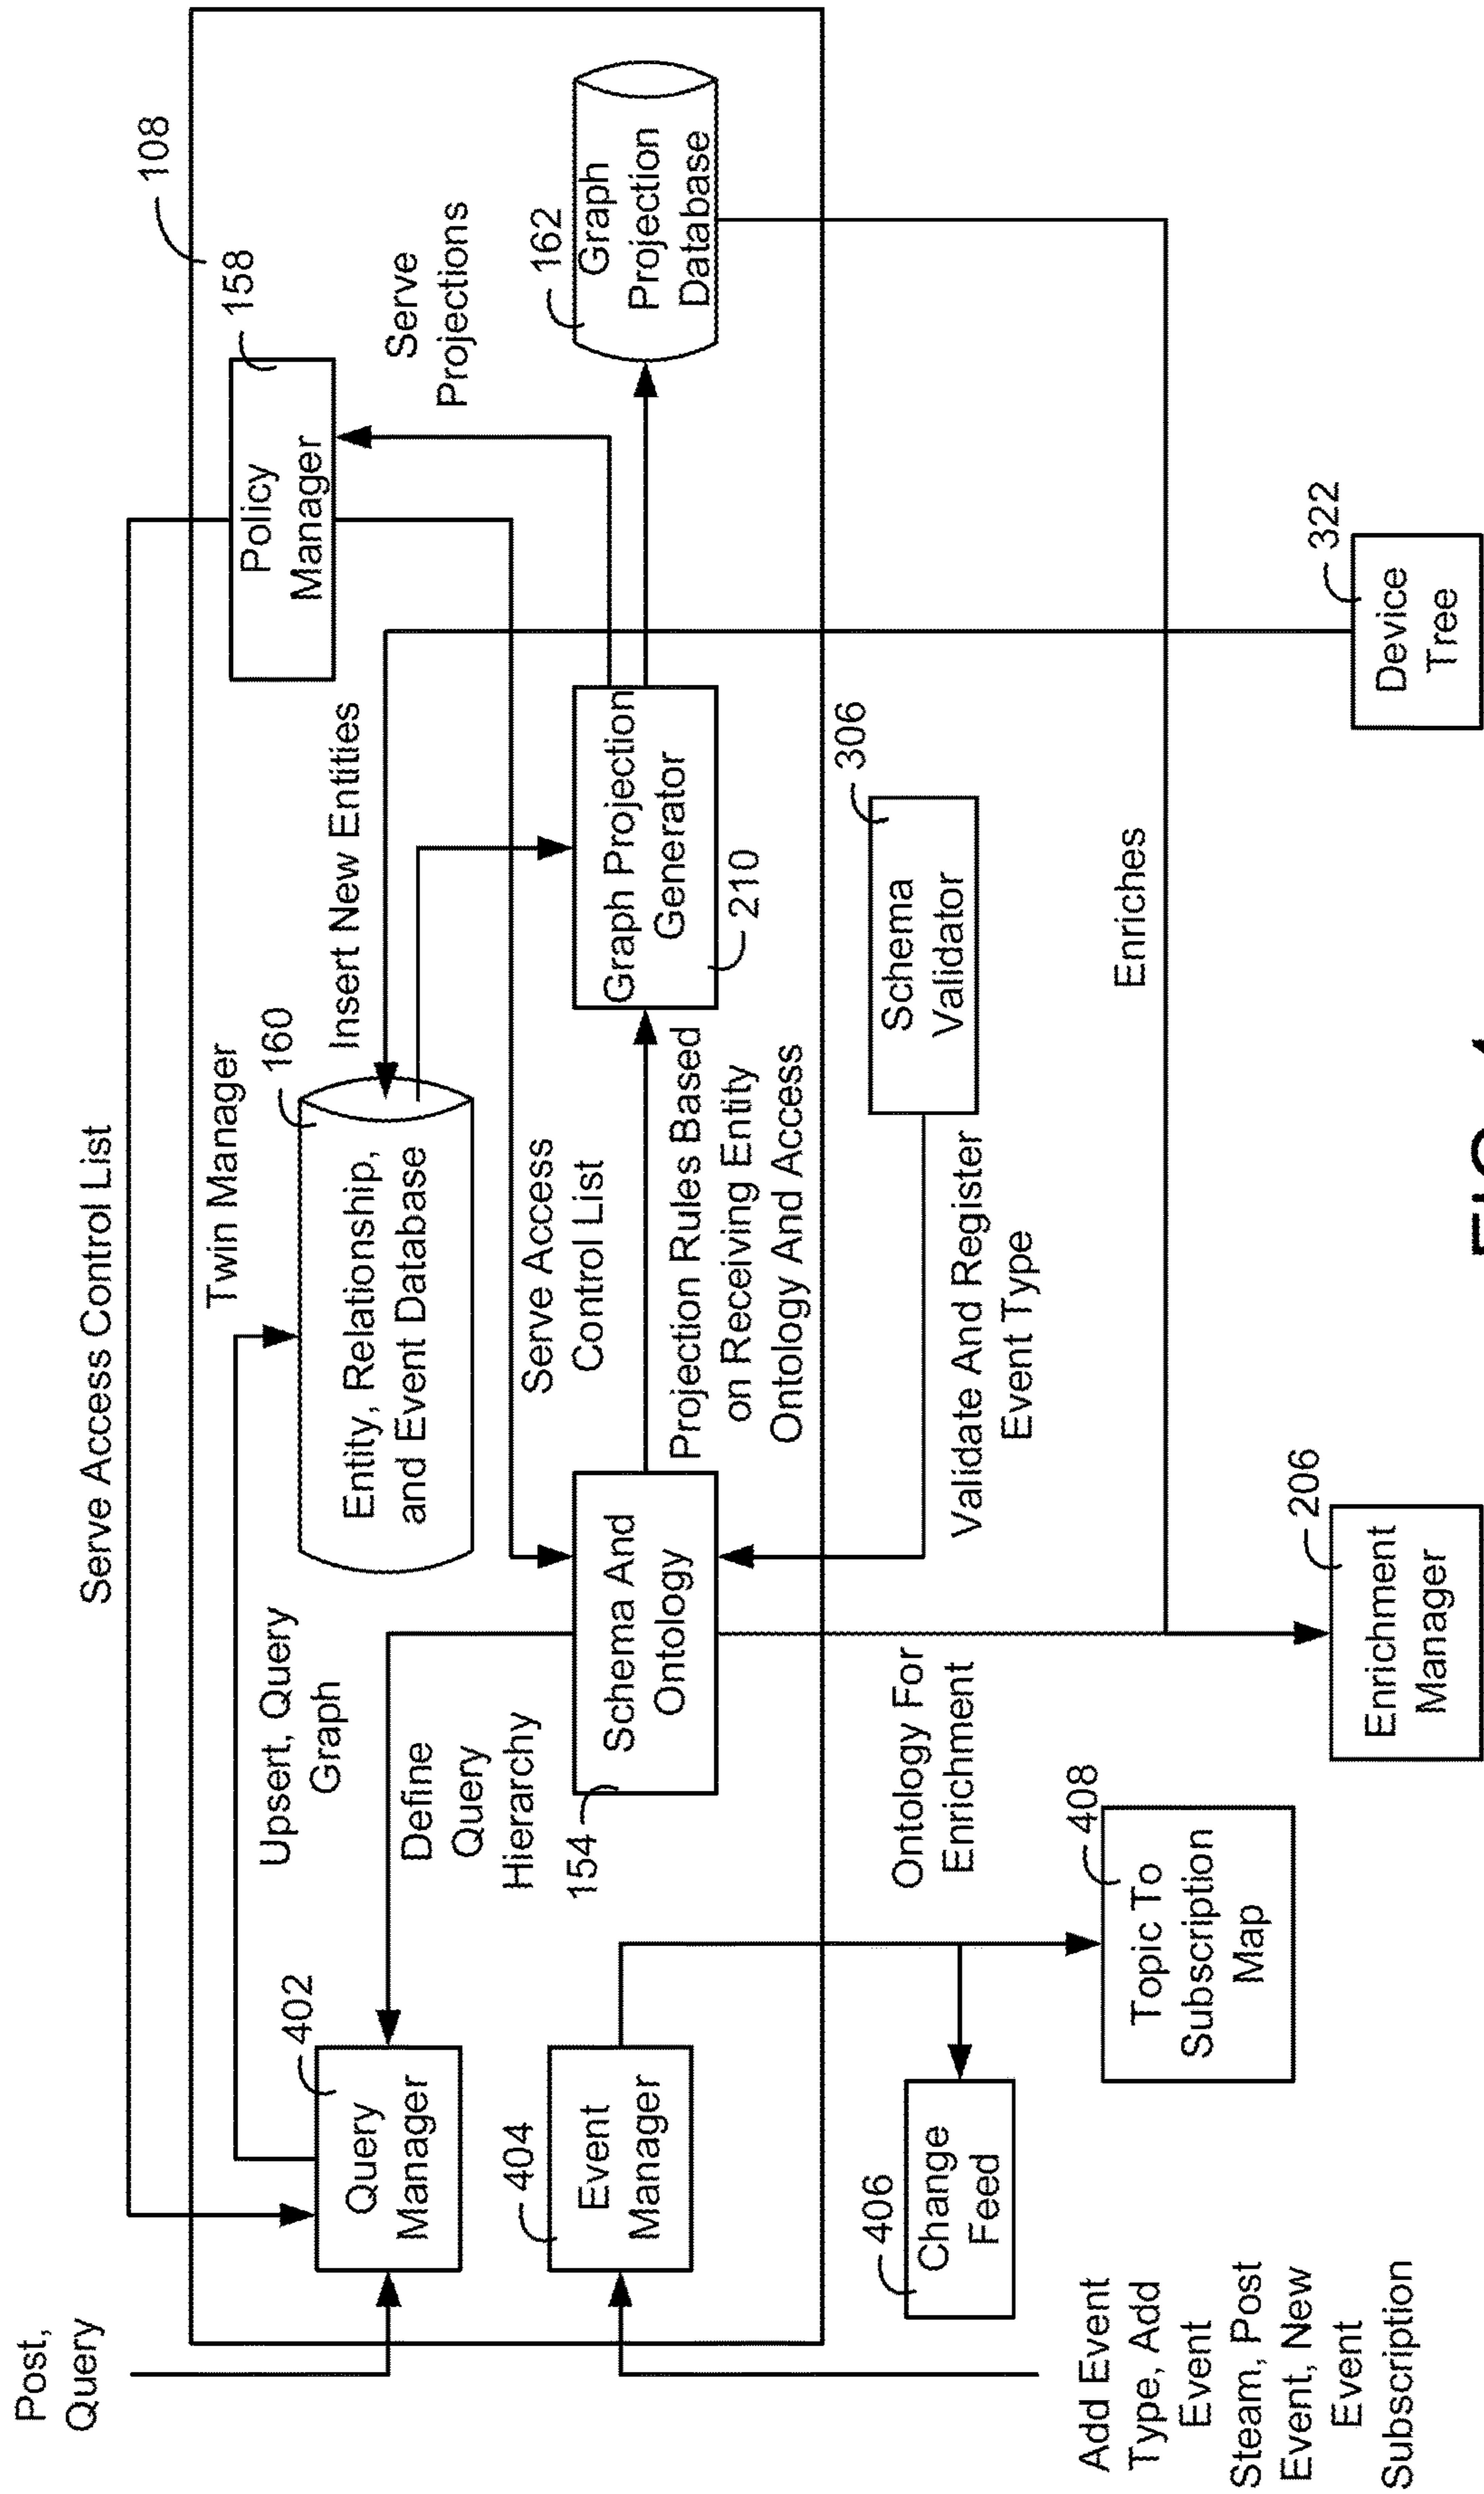 Post,
Query
Serve Access Control List
108
Twin Manager
Upsert, Query
Graph
402
Query
Manager
Define
Query
Hierarchy
160
Entity, Relationship,
and Event Database
Insert New Entities
158
Policy
Manager
Serve
Projections
Serve Access
Control List
404
Event
Manager
154
Schema And
Ontology
Projection Rules Based
on Receiving Entity
Ontology And Access
Graph Projection
Generator
210
162
Graph
Projection
Database
406
Change
Feed
Ontology For
Enrichment
Validate And Register
Event Type
306
Schema
Validator
Enriches
Add Event
Type, Add
Event
Steam, Post
Event, New
Event
Subscription
408
Topic To
Subscription
Map
206
Enrichment
Manager
322
Device
Tree